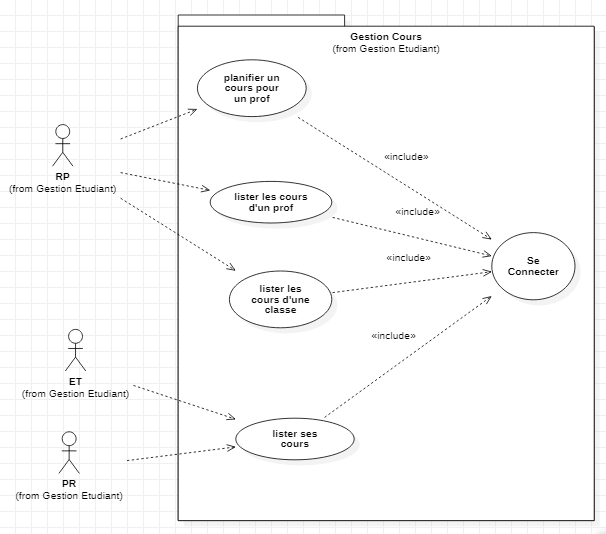 Gestion Cours
(from Gestion Etudiant)
planifier un
cours pour
un prof
RP
(from Gestion Etudiant)
«include»
lister les cours
d'un prof
«include»
Se
Connecter
«include»
lister les
cours d'une
classe
«include»
ET
(from Gestion Etudiant)
lister ses
cours
PR
(from Gestion Etudiant)